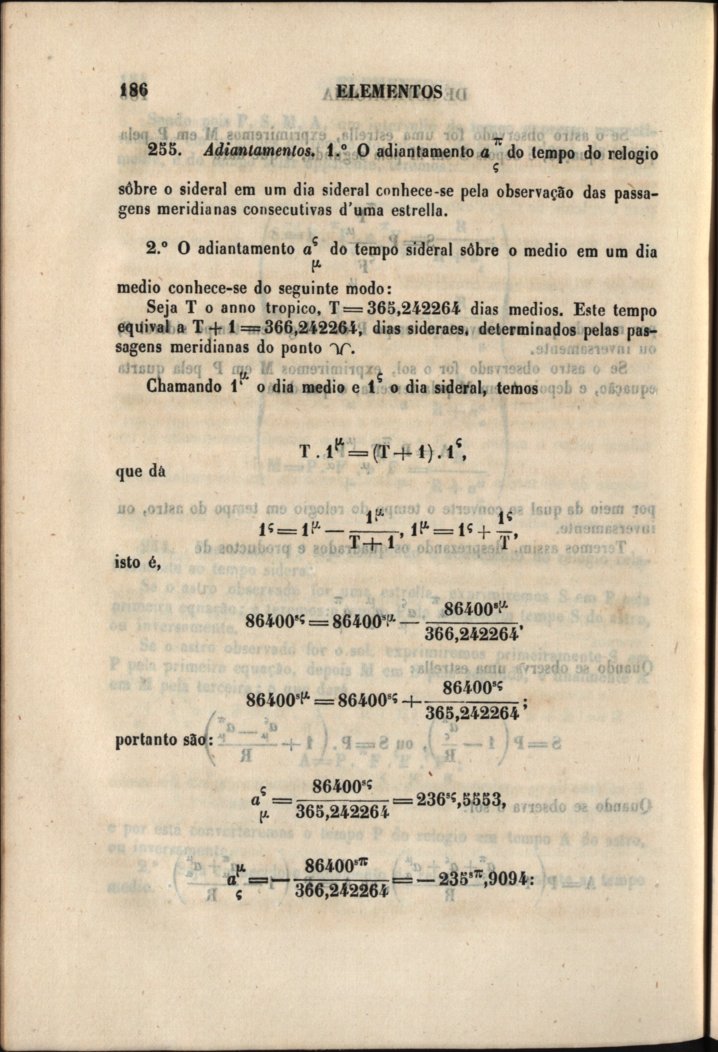 186 ELEMENTOS
255. Adiantamentos. 1.º O adiantamento a π ς do tempo do relogio
sôbre o sideral em um dia sideral conhece-se pela observação das passa-
gens meridianas consecutivas d'uma estrella.
2.º O adiantamento a ς μ do tempo sideral sôbre o medio em um dia
medio conhece-se do seguinte modo:
Seja T o anno tropico, T = 365,242264 dias medios. Este tempo
equival a T + 1 = 366,242264, dias sideraes, determinados pelas pas-
sagens meridianas do ponto ♈.
Chamando 1^μ o dia medio e 1^ς o dia sideral, temos
T . 1^μ = (T + 1) . 1^ς,
que dá
1^ς = 1^μ − 1^μ / (T + 1), 1^μ = 1^ς + 1^ς / T,
isto é,
86400^sς = 86400^sμ − 86400^sμ / 366,242264,
86400^sμ = 86400^sς + 86400^sς / 365,242264;
portanto são:
a ς μ = 86400^sς / 365,242264 = 236^sς,5553,
a μ ς = − 86400^sπ / 366,242264 = − 235^sπ,9094: